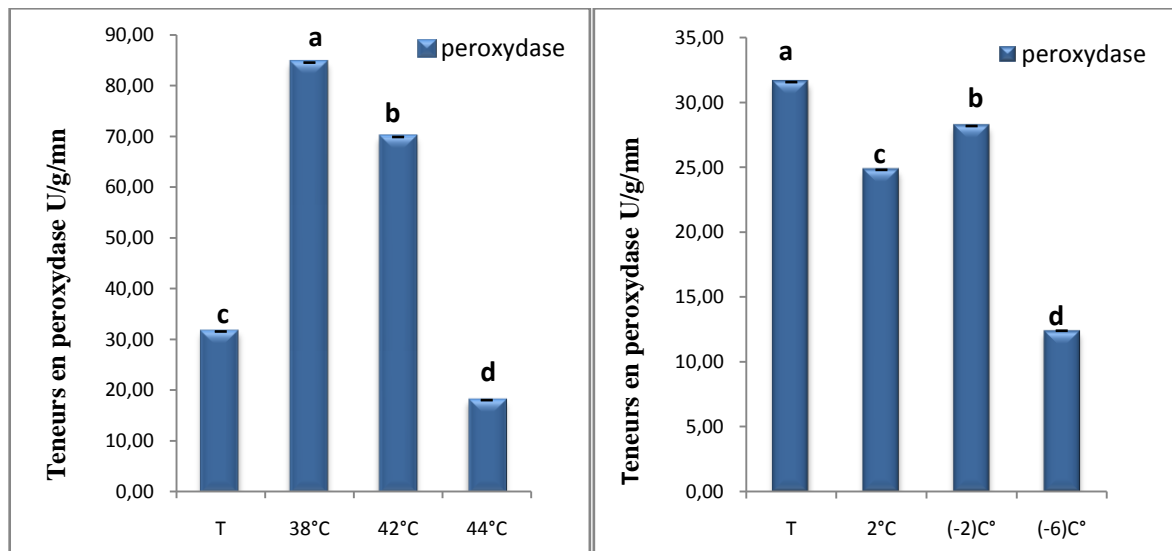 Teneurs en peroxydase U/g/mn
90,00
80,00
70,00
60,00
50,00
40,00
30,00
20,00
10,00
0,00
peroxydase
c
a
b
d
T 38°C 42°C 44°C
Teneurs en peroxydase U/g/mn
35,00
30,00
25,00
20,00
15,00
10,00
5,00
0,00
peroxydase
a
c
b
d
T 2°C (-2)C° (-6)C°